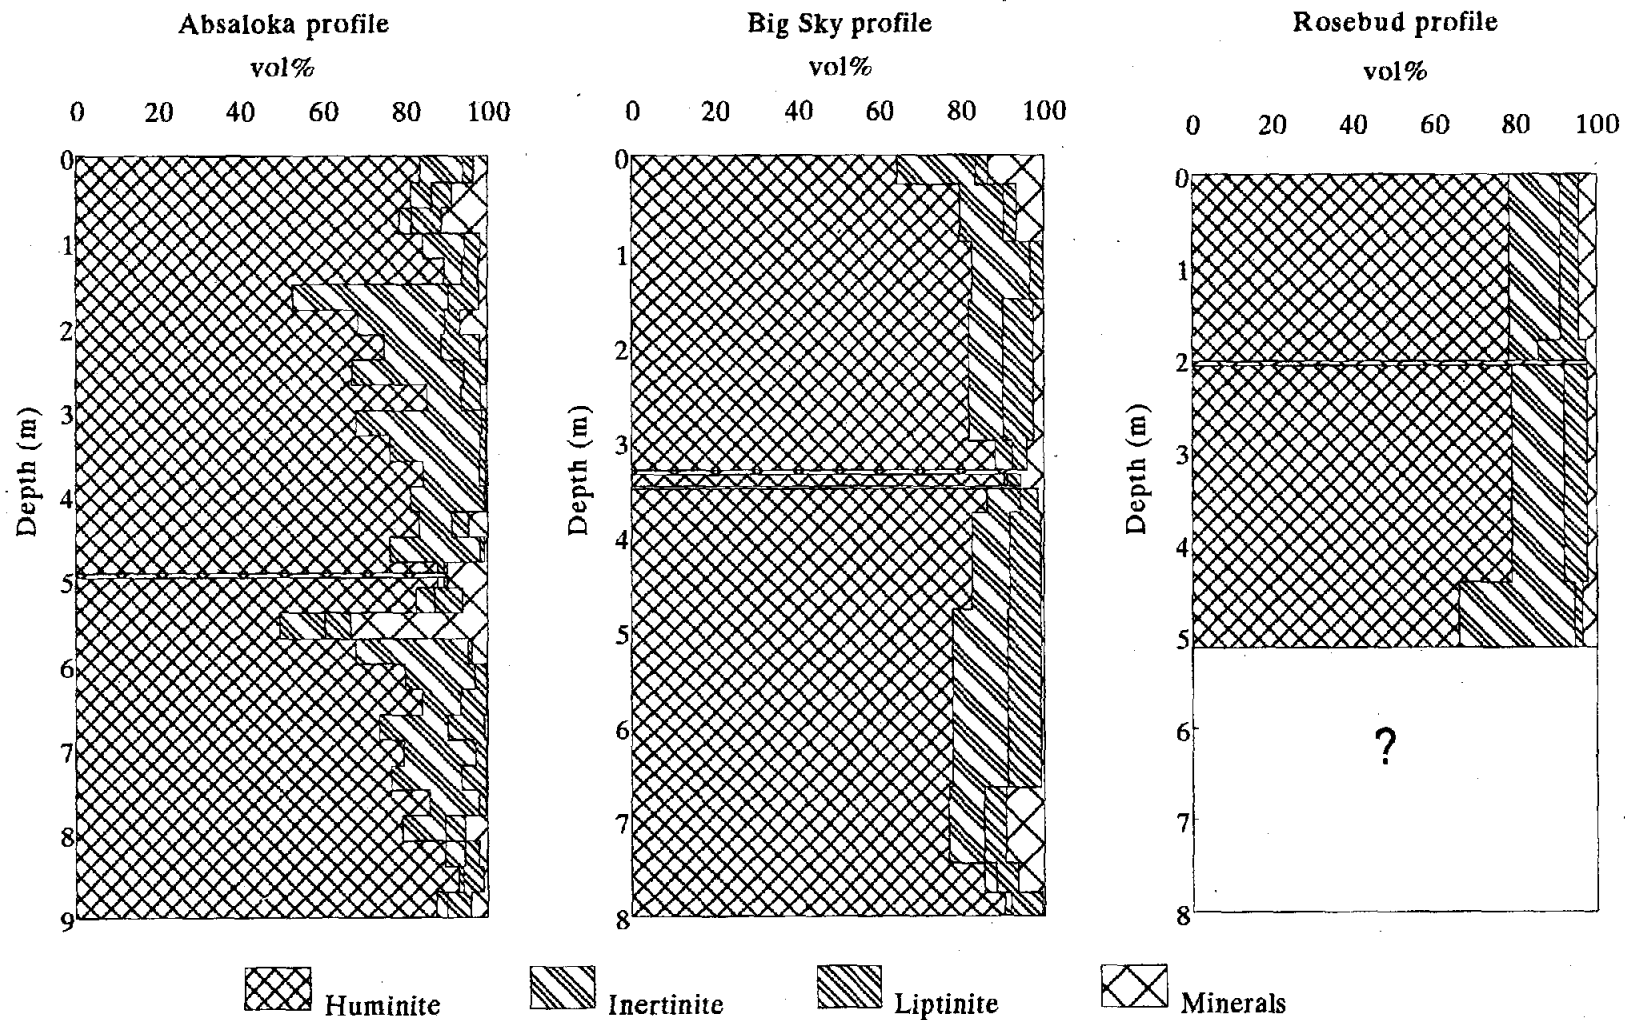 Absaloka profile
vol%
0 20 40 60 80 100
Depth (m)
0
1
2
3
4
5
6
7
8
9
Big Sky profile
vol%
0 20 40 60 80 100
Depth (m)
0
1
2
3
4
5
6
7
8
Rosebud profile
vol%
0 20 40 60 80 100
Depth (m)
0
1
2
3
4
5
6
7
8
?
Huminite Inertinite Liptinite Minerals